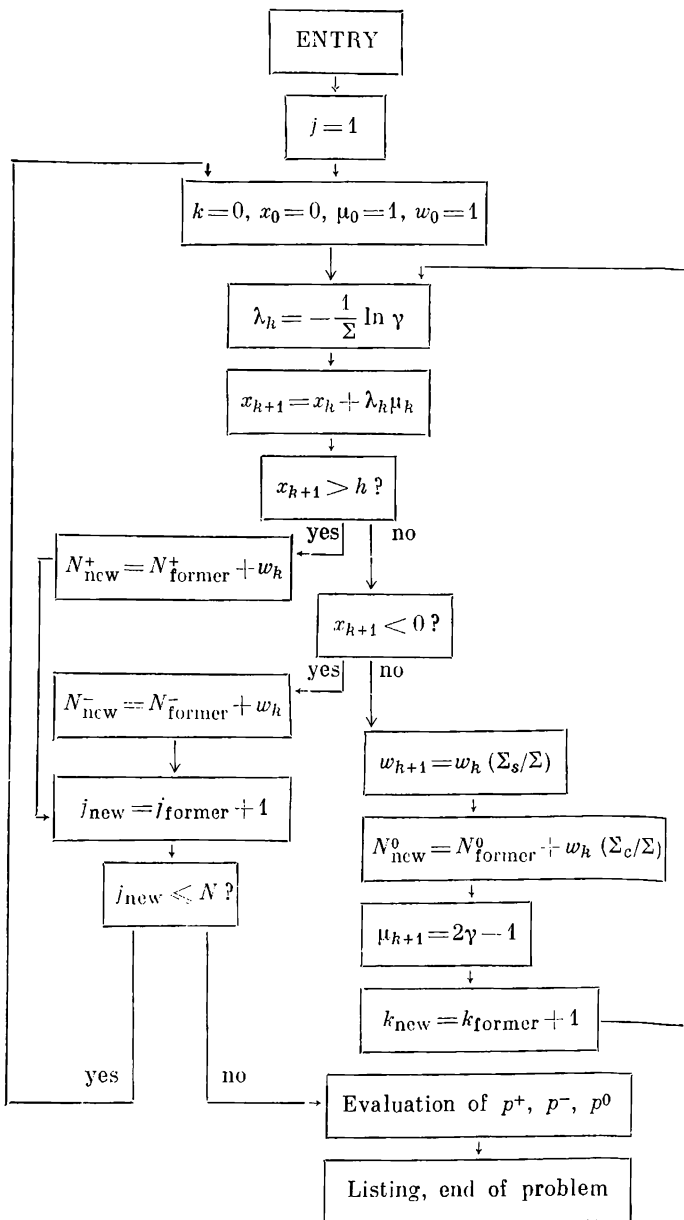 ENTRY
j=1
k=0, x₀=0, μ₀=1, w₀=1
λₖ=−1/Σ ln γ
xₖ₊₁=xₖ+λₖμₖ
xₖ₊₁>h?
yes no
N⁺new=N⁺former+wₖ
xₖ₊₁<0?
yes no
N⁻new=N⁻former+wₖ
wₖ₊₁=wₖ (Σs/Σ)
jnew=jformer+1
N⁰new=N⁰former+wₖ (Σc/Σ)
jnew⩽N?
μₖ₊₁=2γ−1
knew=kformer+1
yes no
Evaluation of p⁺, p⁻, p⁰
Listing, end of problem